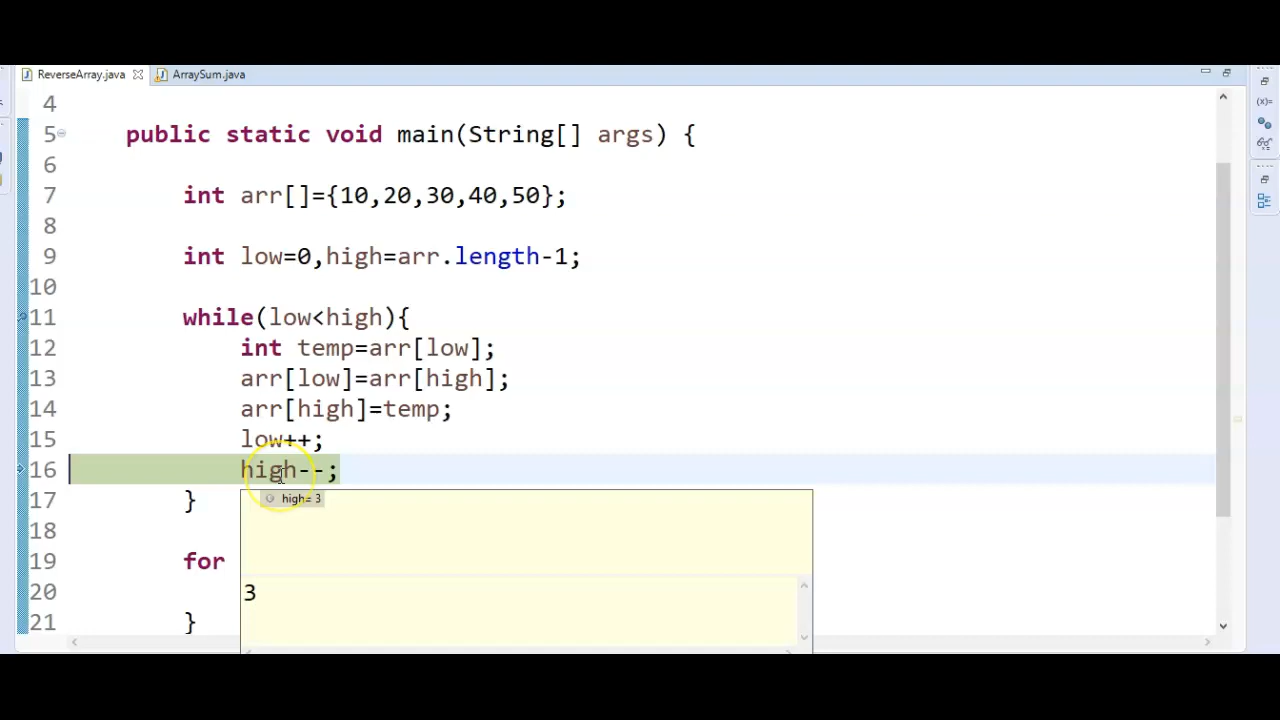 ReverseArray.java ArraySum.java
4
5 public static void main(String[] args) {
6
7 int arr[]={10,20,30,40,50};
8
9 int low=0,high=arr.length-1;
10
11 while(low<high){
12 int temp=arr[low];
13 arr[low]=arr[high];
14 arr[high]=temp;
15 low++;
16 high--;
17 }
high= 3
18
19 for
3
20
21 }